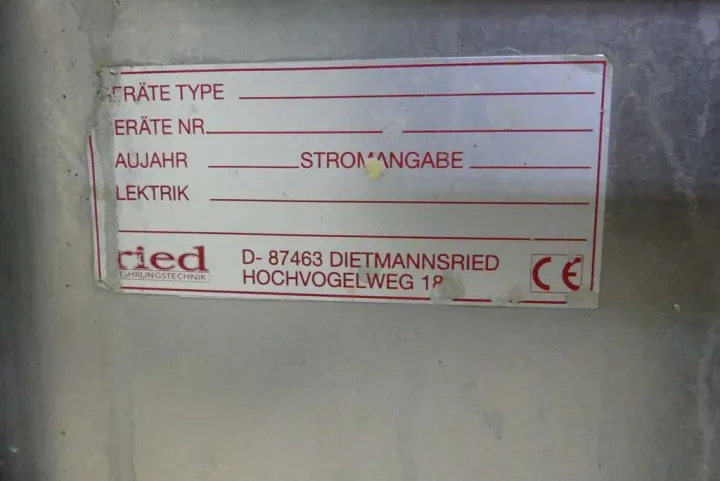 ERÄTE TYPE
ERÄTE NR.
AUJAHR STROMANGABE
LEKTRIK
ried
D- 87463 DIETMANNSRIED
HOCHVOGELWEG 18
CE